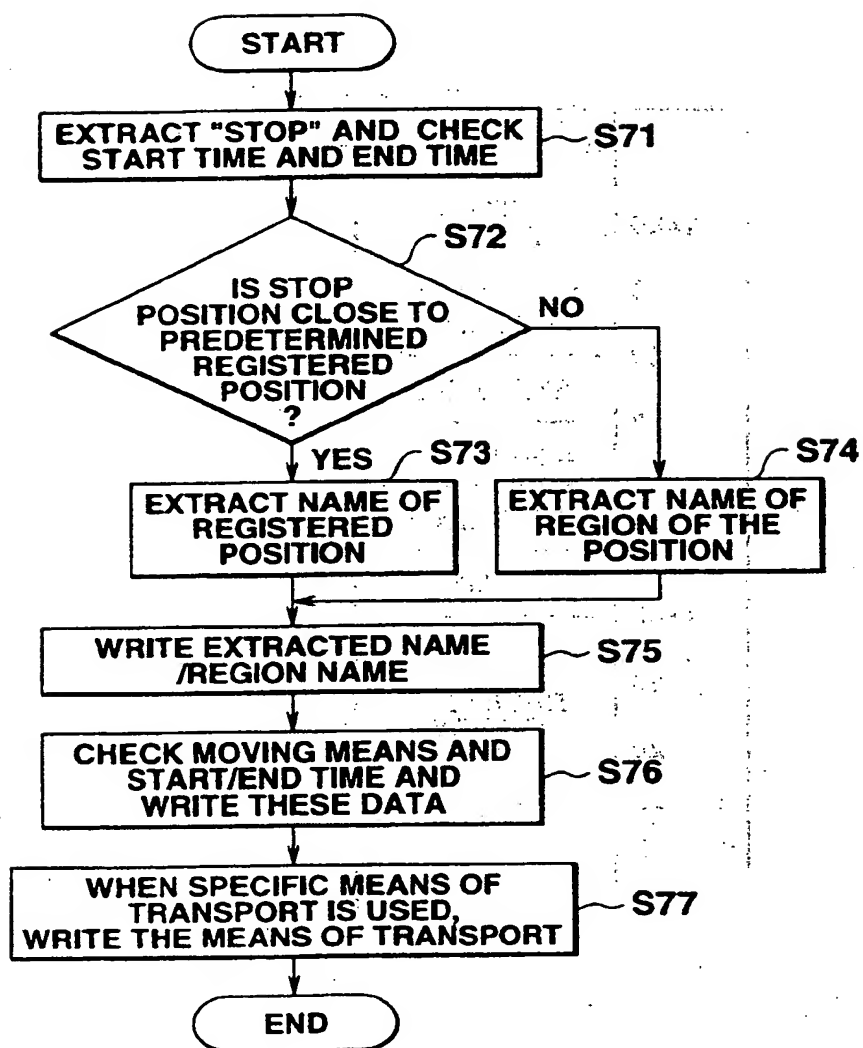 START
EXTRACT "STOP" AND CHECK
START TIME AND END TIME
S71
S72
IS STOP
POSITION CLOSE TO
PREDETERMINED
REGISTERED
POSITION
?
NO
YES
S73
EXTRACT NAME OF
REGISTERED
POSITION
S74
EXTRACT NAME OF
REGION OF THE
POSITION
WRITE EXTRACTED NAME
/REGION NAME
S75
CHECK MOVING MEANS AND
START/END TIME AND
WRITE THESE DATA
S76
WHEN SPECIFIC MEANS OF
TRANSPORT IS USED,
WRITE THE MEANS OF TRANSPORT
S77
END